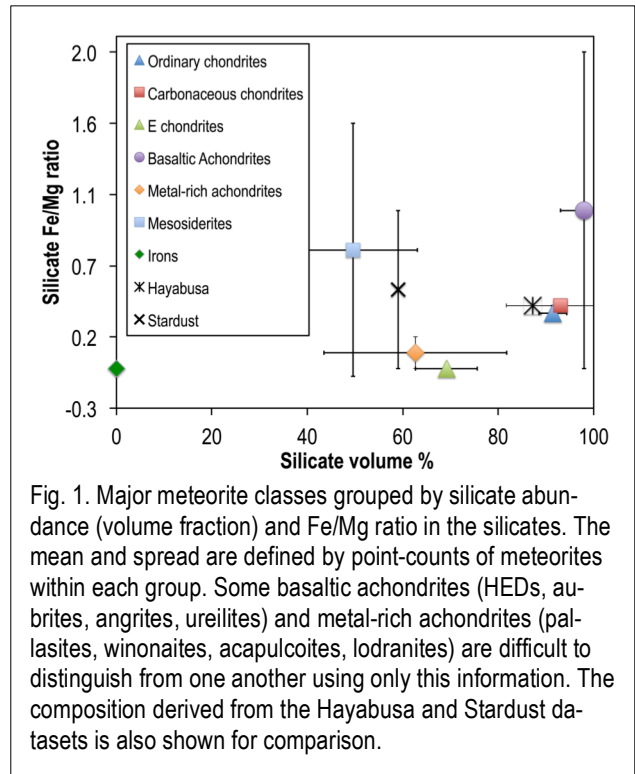 2.0
1.6
1.1
0.7
0.2
-0.3
Silicate Fe/Mg ratio
Ordinary chondrites
Carbonaceous chondrites
E chondrites
Basaltic Achondrites
Metal-rich achondrites
Mesosiderites
Irons
Hayabusa
Stardust
0 20 40 60 80 100
Silicate volume %
Fig. 1. Major meteorite classes grouped by silicate abun-
dance (volume fraction) and Fe/Mg ratio in the silicates. The
mean and spread are defined by point-counts of meteorites
within each group. Some basaltic achondrites (HEDs, au-
brites, angrites, ureilites) and metal-rich achondrites (pal-
lasites, winonaites, acapulcoites, lodranites) are difficult to
distinguish from one another using only this information. The
composition derived from the Hayabusa and Stardust da-
tasets is also shown for comparison.